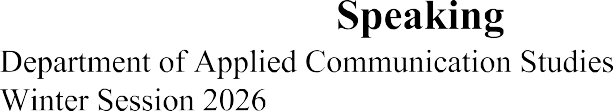 Speaking
Department of Applied Communication Studies
Winter Session 2026